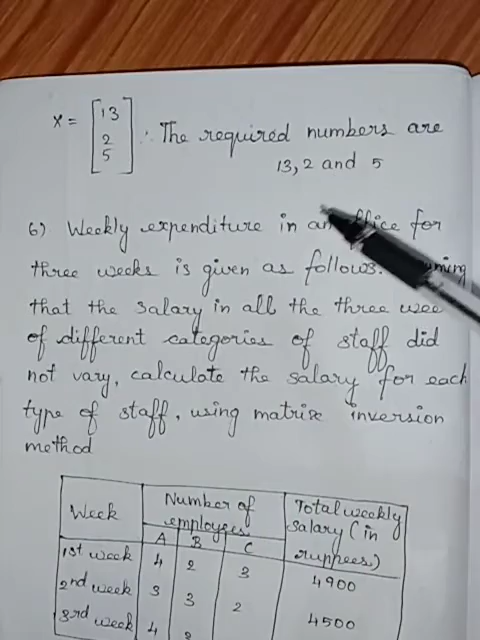 x = [13
2
5] ∴ The required numbers are
13, 2 and 5
6) Weekly expenditure in an office for
three weeks is given as follows.
that the salary in all the three
of different categories of staff did
not vary, calculate the salary for each
type of staff, using matrix inversion
method
Week Number of employees Total weekly salary (in ruppees)
A B C
1st week 4 2 3 4900
2nd week 3 3 2 4500
3rd week 4